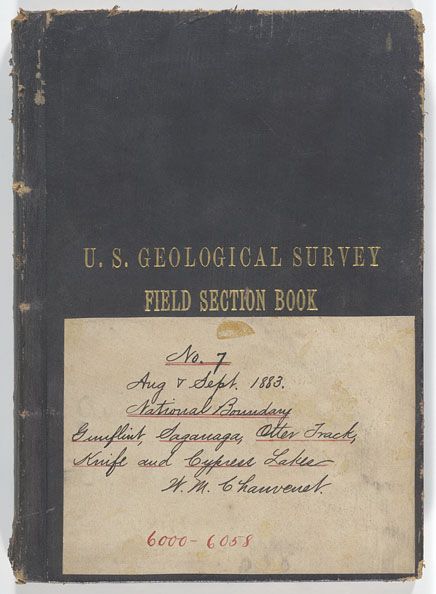 U. S. GEOLOGICAL SURVEY
FIELD SECTION BOOK
No. 7
Aug & Sept. 1883.
National Boundary
Gunflint, Saganaga, Otter Track,
Knife and Cypress Lakes
W. M. Chauvenet.
6000-6058